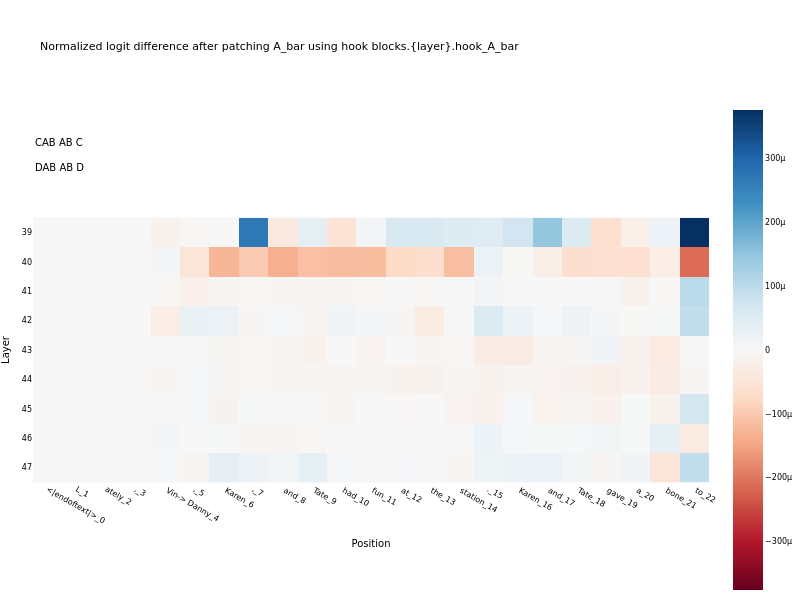 Normalized logit difference after patching A_bar using hook blocks.{layer}.hook_A_bar
CAB AB C
DAB AB D
Layer
39
40
41
42
43
44
45
46
47
<|endoftext|>_0
L_1
ately_2
,_3
Vin-> Danny_4
,_5
Karen_6
,_7
and_8
Tate_9
had_10
fun_11
at_12
the_13
station_14
._15
Karen_16
and_17
Tate_18
gave_19
a_20
bone_21
to_22
Position
300μ
200μ
100μ
0
−100μ
−200μ
−300μ